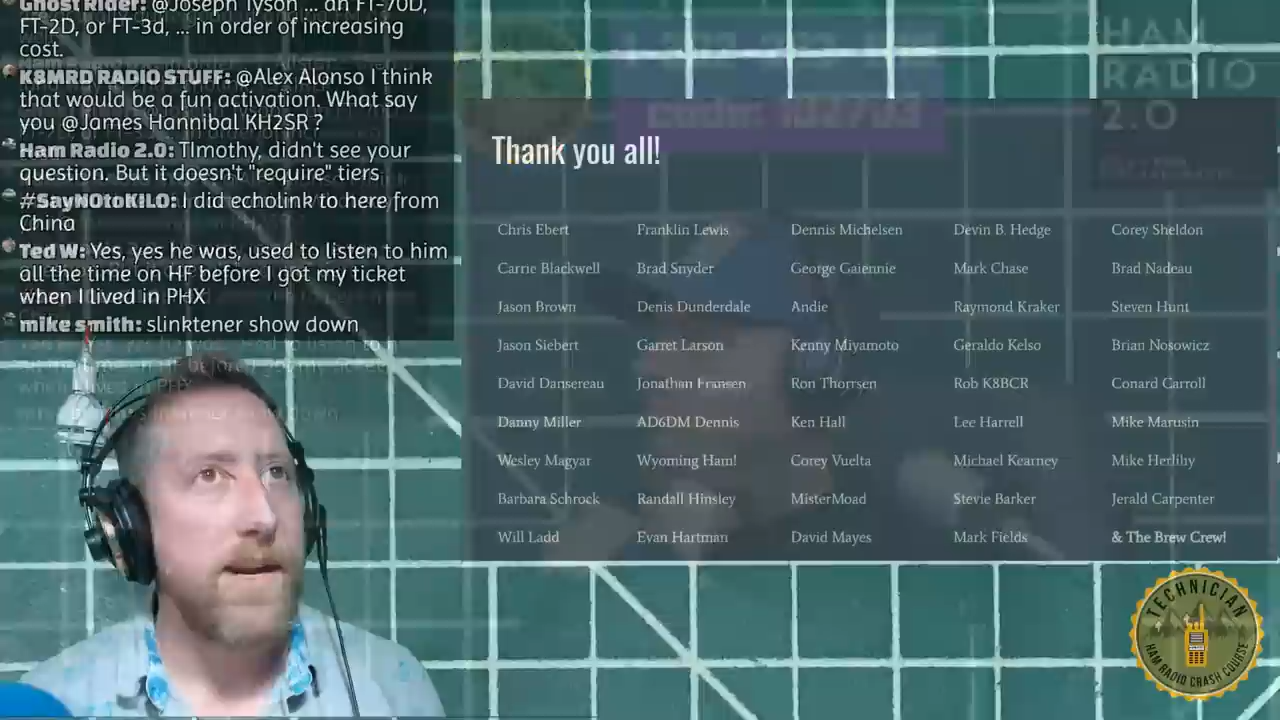 Ghost Rider: @Joseph Tyson ... an FT-70D,
FT-2D, or FT-3d, ... in order of increasing
cost.
K8MRD RADIO STUFF: @Alex Alonso I think
that would be a fun activation. What say
you @James Hannibal KH2SR ?
Ham Radio 2.0: TImothy, didn't see your
question. But it doesn't "require" tiers
#SayNOtoKILO: I did echolink to here from
China
Ted W: Yes, yes he was, used to listen to him
all the time on HF before I got my ticket
when I lived in PHX
mike smith: slinktener show down
HAM
RADIO
2.0
Thank you all!
Chris Ebert Franklin Lewis Dennis Michelsen Devin B. Hedge Corey Sheldon
Carrie Blackwell Brad Snyder George Gaiennie Mark Chase Brad Nadeau
Jason Brown Denis Dunderdale Andie Raymond Kraker Steven Hunt
Jason Siebert Garret Larson Kenny Miyamoto Geraldo Kelso Brian Nosowicz
David Dansereau Jonathan Fransen Ron Thorrsen Rob K8BCR Conard Carroll
Danny Miller AD6DM Dennis Ken Hall Lee Harrell Mike Marusin
Wesley Magyar Wyoming Ham! Corey Vuelta Michael Kearney Mike Herlihy
Barbara Schrock Randall Hinsley MisterMoad Stevie Barker Jerald Carpenter
Will Ladd Evan Hartman David Mayes Mark Fields & The Brew Crew!
TECHNICIAN
HAM RADIO CRASH COURSE